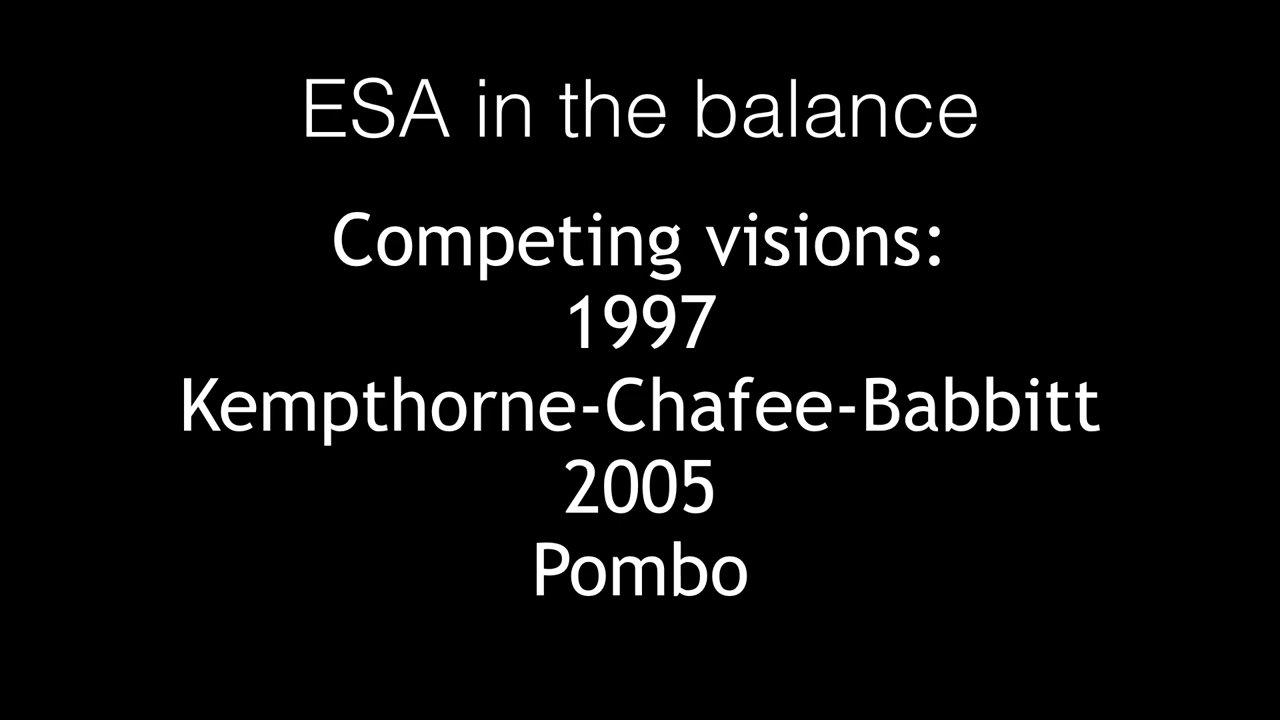 ESA in the balance
Competing visions:
1997
Kempthorne-Chafee-Babbitt
2005
Pombo